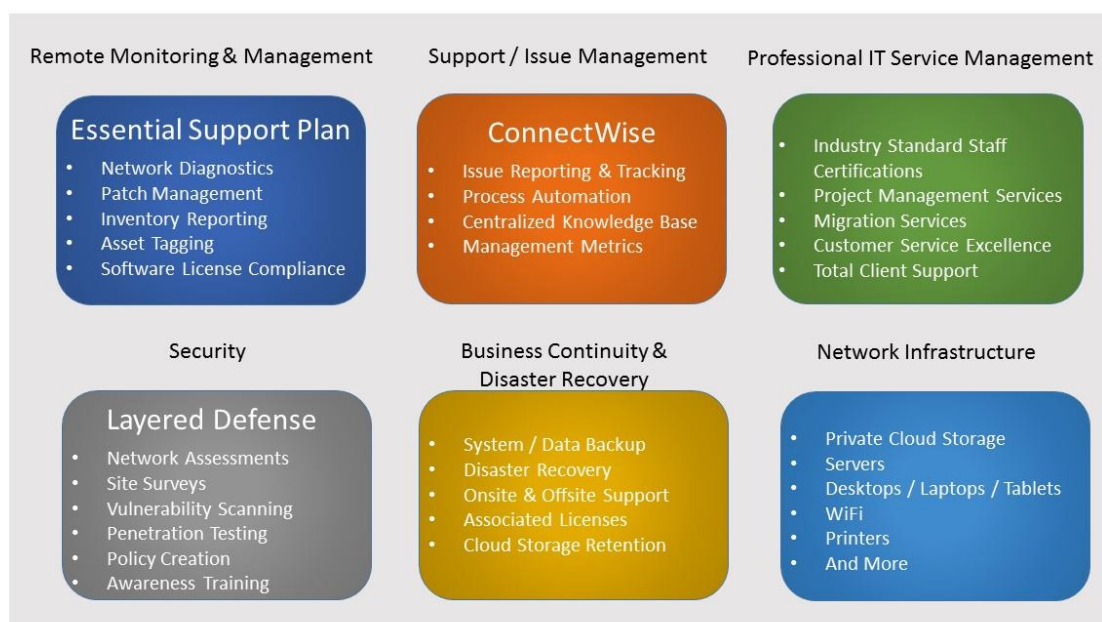 Remote Monitoring & Management
Essential Support Plan
• Network Diagnostics
• Patch Management
• Inventory Reporting
• Asset Tagging
• Software License Compliance
Support / Issue Management
ConnectWise
• Issue Reporting & Tracking
• Process Automation
• Centralized Knowledge Base
• Management Metrics
Professional IT Service Management
• Industry Standard Staff
Certifications
• Project Management Services
• Migration Services
• Customer Service Excellence
• Total Client Support
Security
Layered Defense
• Network Assessments
• Site Surveys
• Vulnerability Scanning
• Penetration Testing
• Policy Creation
• Awareness Training
Business Continuity &
Disaster Recovery
• System / Data Backup
• Disaster Recovery
• Onsite & Offsite Support
• Associated Licenses
• Cloud Storage Retention
Network Infrastructure
• Private Cloud Storage
• Servers
• Desktops / Laptops / Tablets
• WiFi
• Printers
• And More